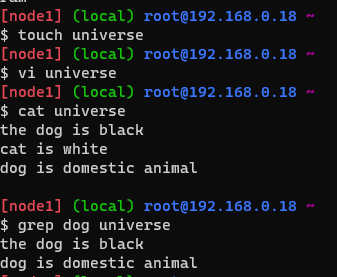 [node1] (local) root@192.168.0.18 ~
$ touch universe
[node1] (local) root@192.168.0.18 ~
$ vi universe
[node1] (local) root@192.168.0.18 ~
$ cat universe
the dog is black
cat is white
dog is domestic animal

[node1] (local) root@192.168.0.18 ~
$ grep dog universe
the dog is black
dog is domestic animal